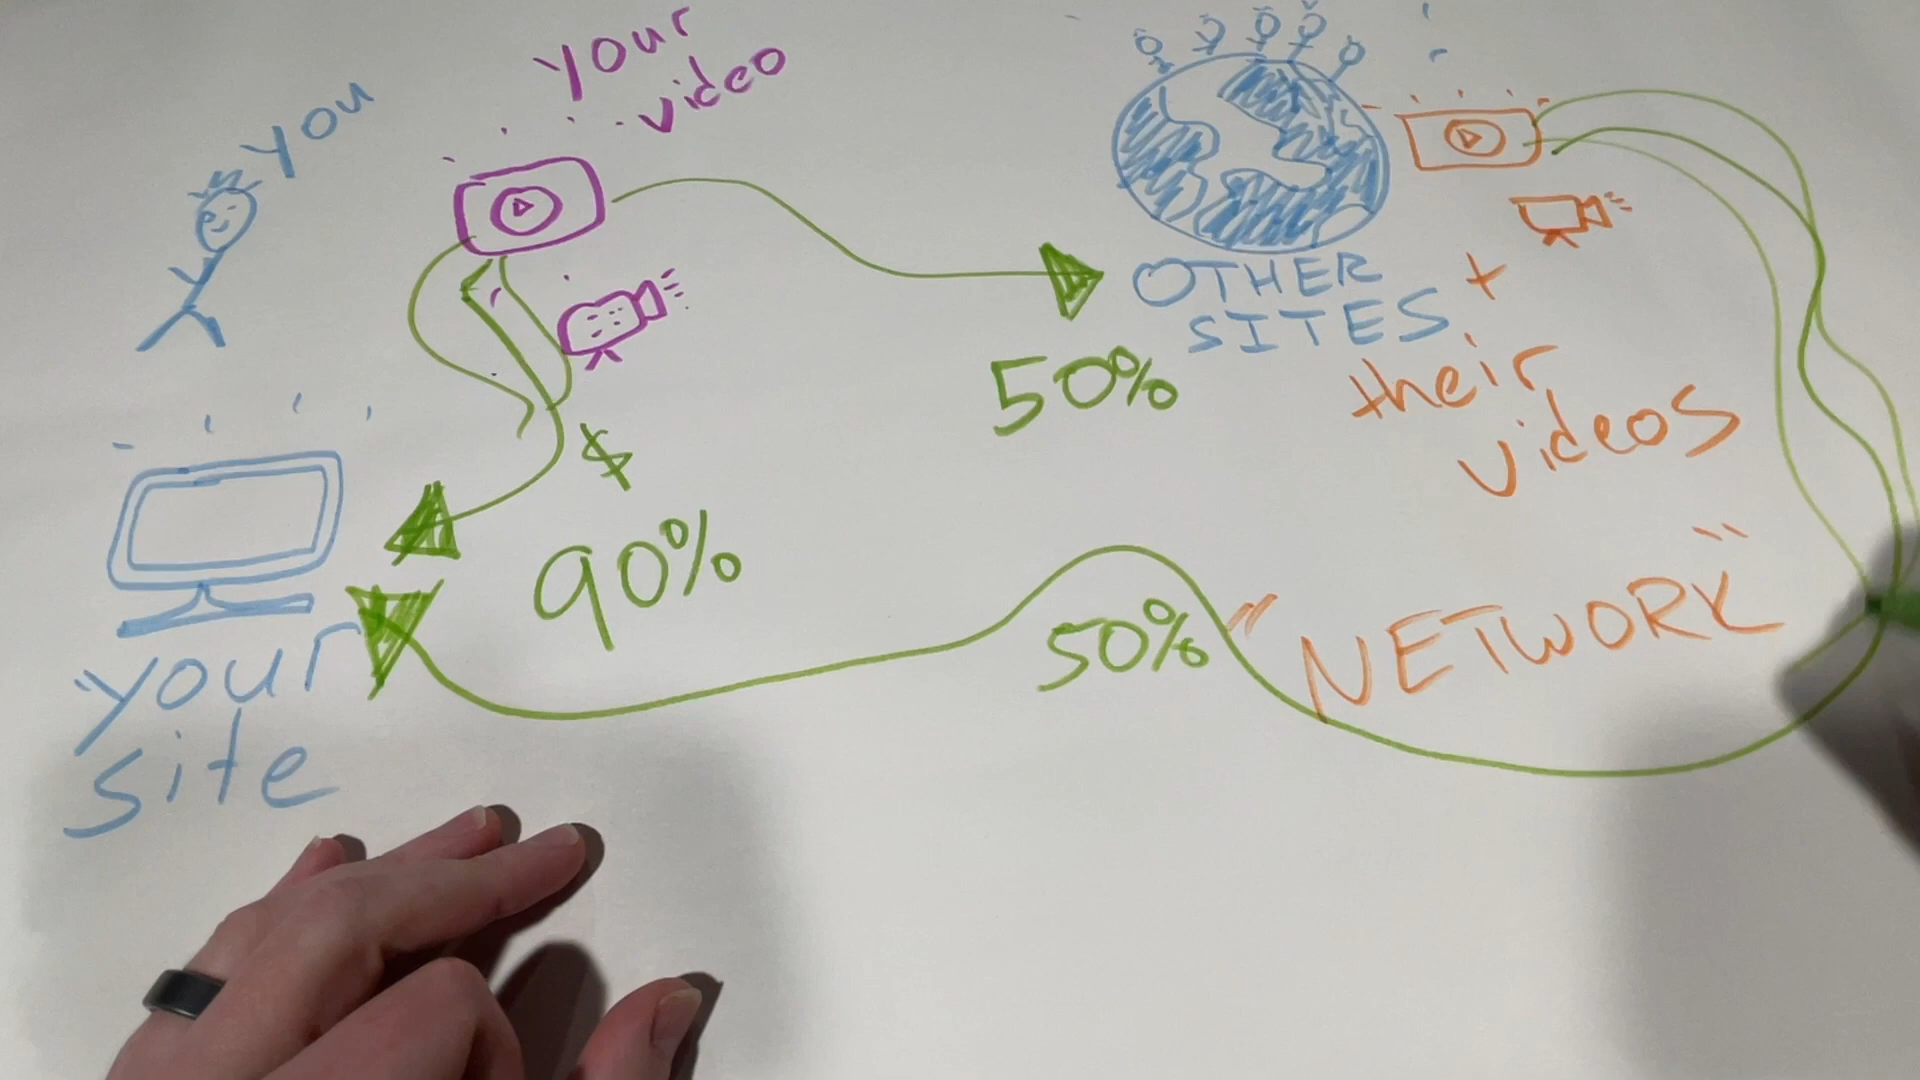 you
your
video
OTHER
SITES +
their
videos
50%
$
90%
50%
"NETWORK"
your
site